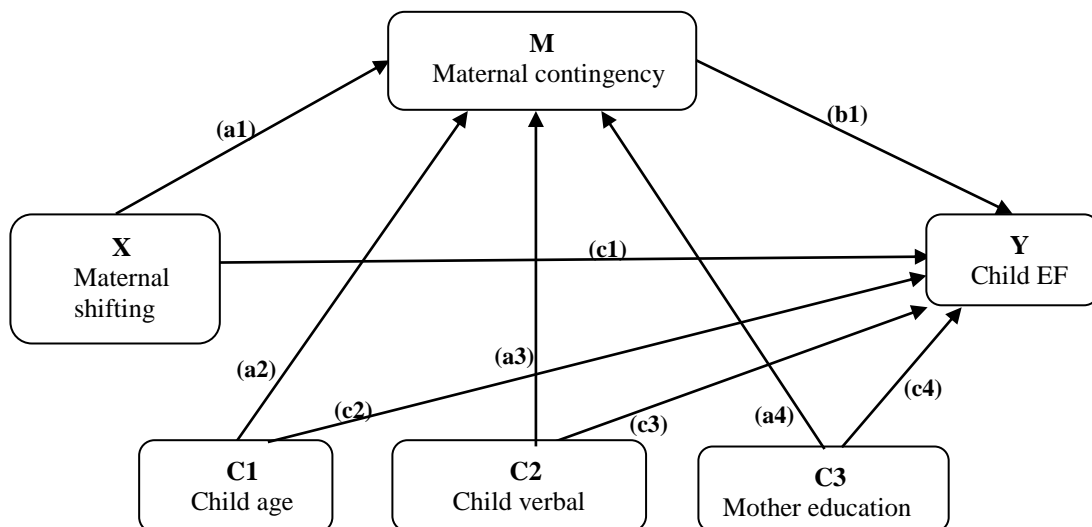 M
Maternal contingency
(a1)
(b1)
X
Maternal
shifting
(c1)
Y
Child EF
(a2)
(a3)
(c2)
(c3)
(a4)
(c4)
C1
Child age
C2
Child verbal
C3
Mother education